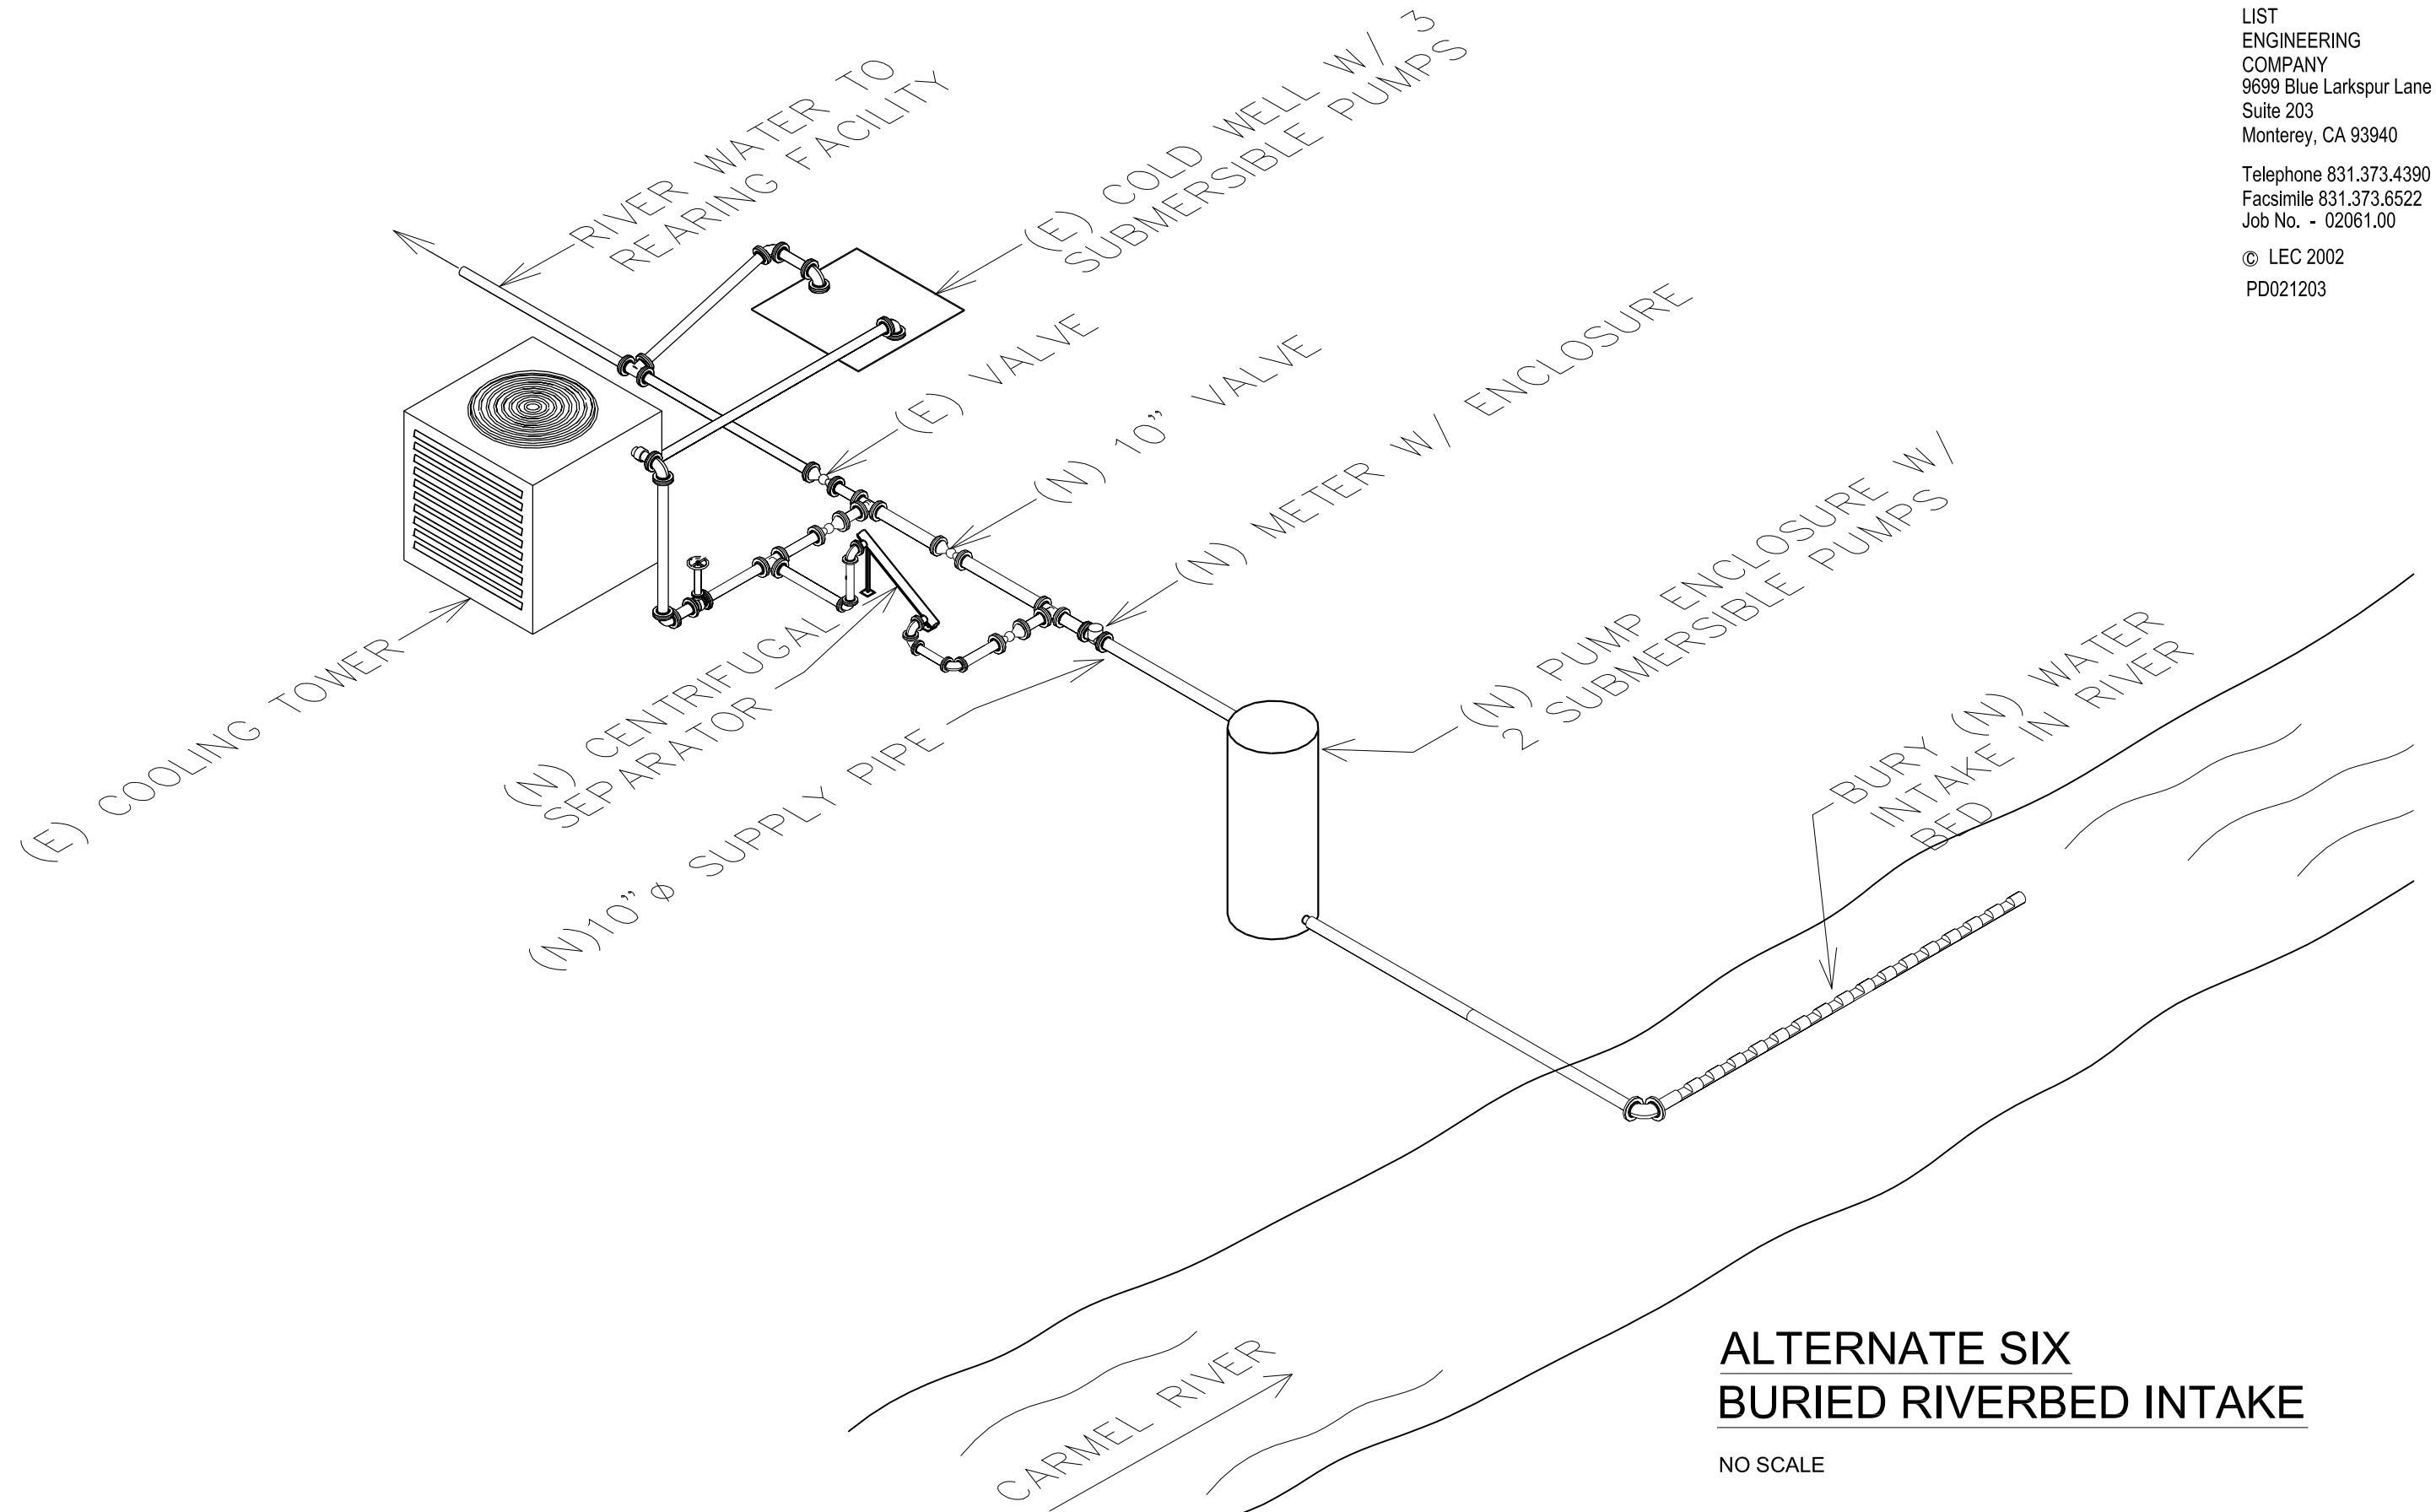 LIST
ENGINEERING
COMPANY
9699 Blue Larkspur Lane
Suite 203
Monterey, CA 93940
Telephone 831.373.4390
Facsimile 831.373.6522
Job No. - 02061.00
© LEC 2002
PD021203
RIVER WATER TO
REARING FACILITY
(E) COLD WELL W/ 3
SUBMERSIBLE PUMPS
(E) VALVE
(N) 10" VALVE
(N) METER W/ ENCLOSURE
(N) PUMP ENCLOSURE W/
2 SUBMERSIBLE PUMPS
BURY (N) WATER
INTAKE IN RIVER
BED
(E) COOLING TOWER
(N) CENTRIFUGAL
SEPARATOR
(N)10"ø SUPPLY PIPE
CARMEL RIVER
ALTERNATE SIX
BURIED RIVERBED INTAKE
NO SCALE